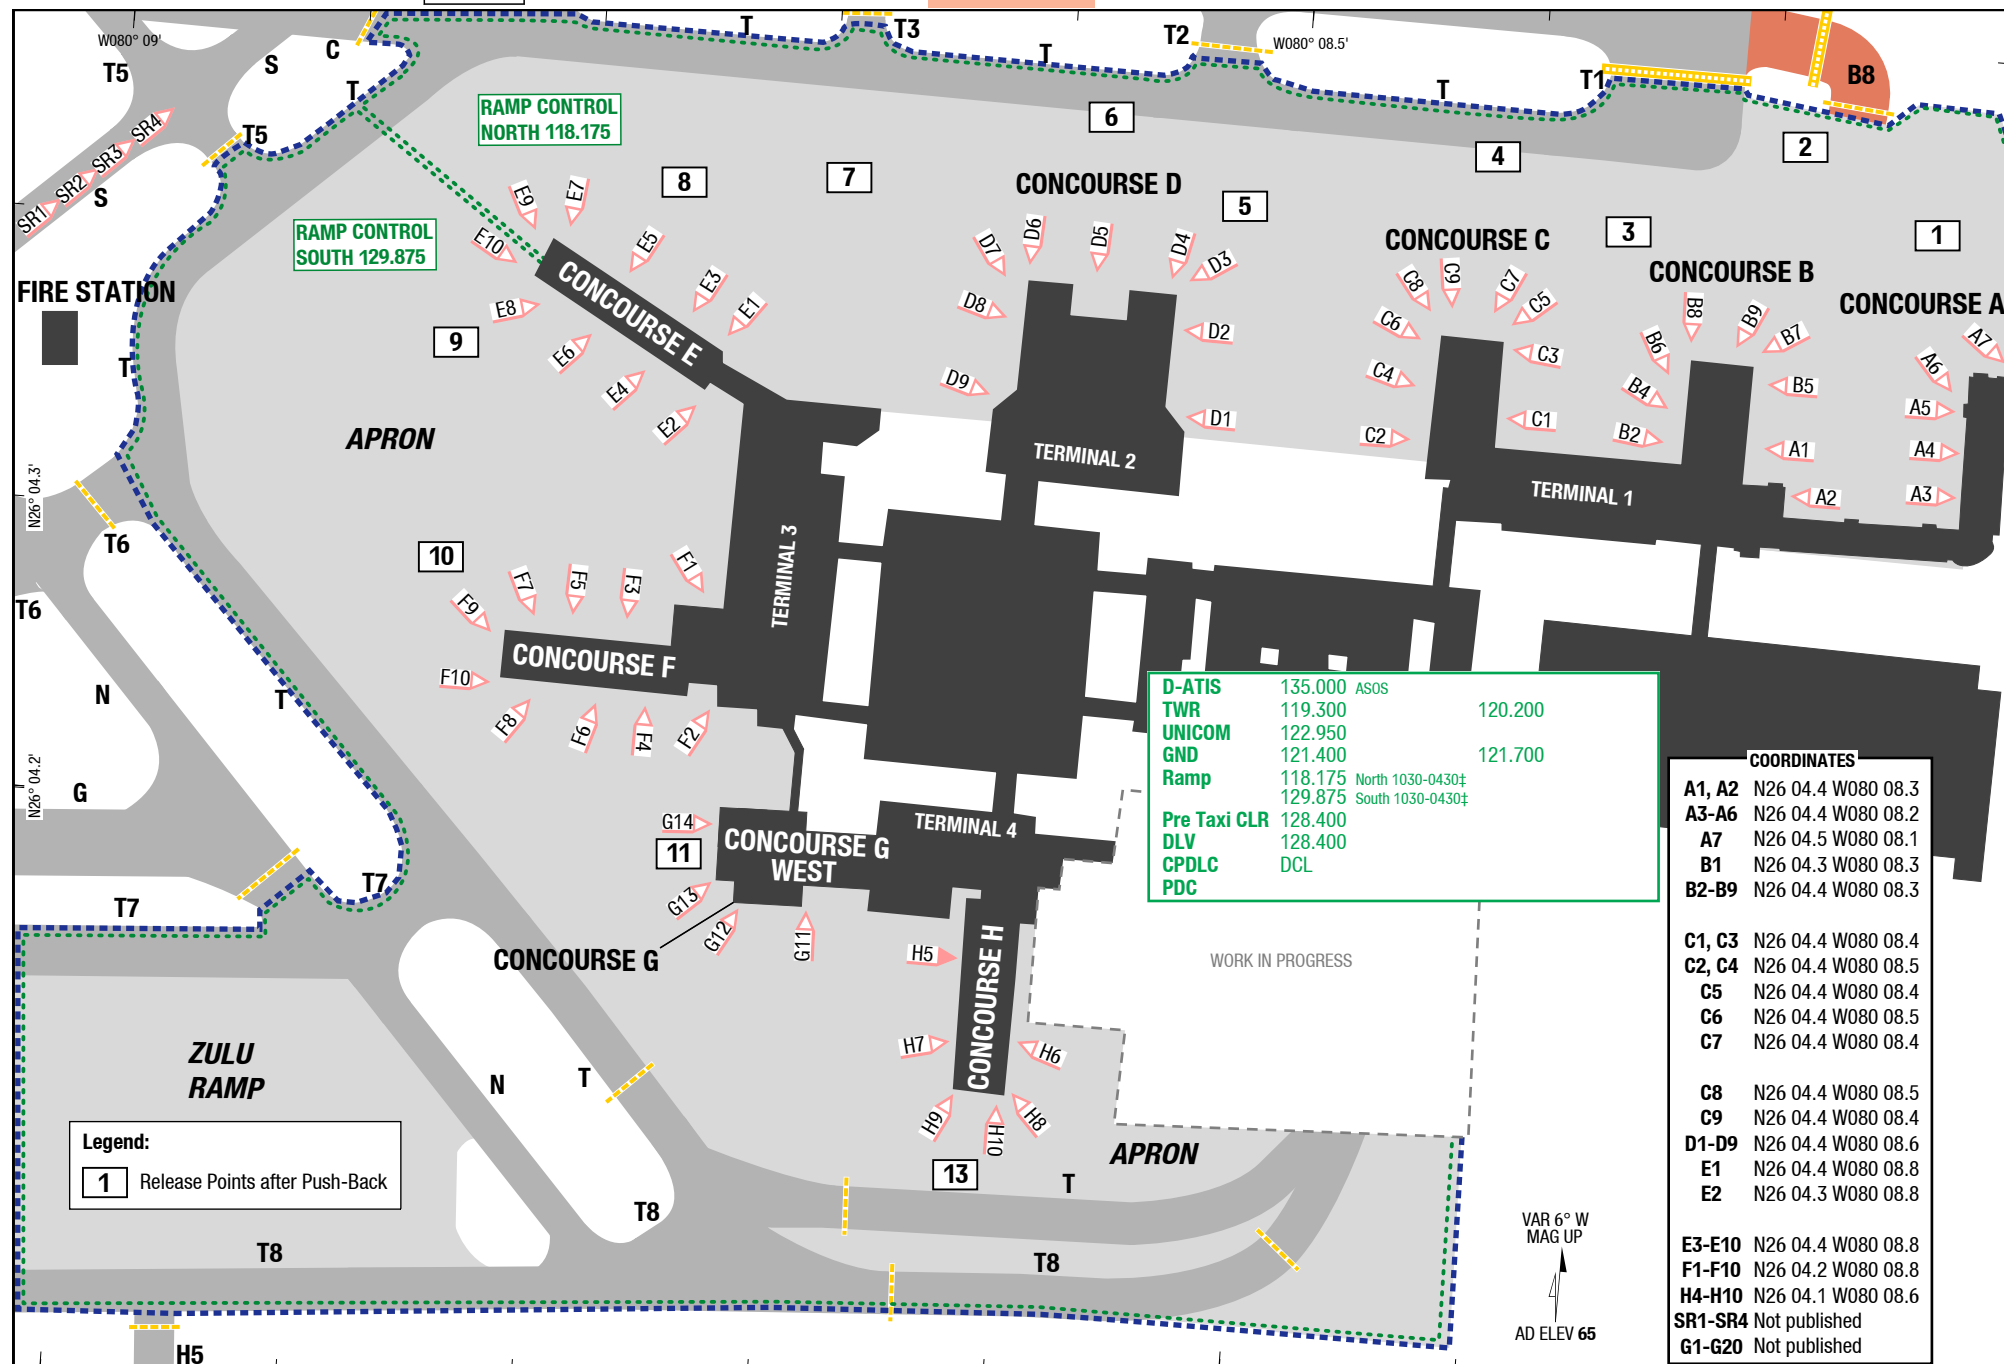 W080° 09'
T5
S
C
T
T
T3
T
T2
W080° 08.5'
T
T1
B8
T5
SR4
SR3
SR2
SR1
S
RAMP CONTROL
NORTH 118.175
RAMP CONTROL
SOUTH 129.875
6
4
2
8
7
5
3
1
CONCOURSE D
CONCOURSE C
CONCOURSE B
CONCOURSE A
E9
E7
E10
E5
E3
E1
E8
E6
E4
E2
CONCOURSE E
D7
D6
D5
D4
D3
D8
D2
D9
D1
C8
C9
C7
C5
C6
C3
C4
C1
C2
B8
B9
B7
B6
B5
B4
B2
A1
A2
A7
A6
A5
A4
A3
FIRE STATION
T
9
APRON
TERMINAL 2
TERMINAL 1
TERMINAL 3
N26° 04.3'
T6
T6
10
F1
F3
F5
F7
F9
CONCOURSE F
F10
F8
F6
F4
F2
N
T
G
N26° 04.2'
D-ATIS 135.000 ASOS
TWR 119.300 120.200
UNICOM 122.950
GND 121.400 121.700
Ramp 118.175 North 1030-0430‡
129.875 South 1030-0430‡
Pre Taxi CLR 128.400
DLV 128.400
CPDLC DCL
PDC
G14
11
CONCOURSE G
WEST
TERMINAL 4
G13
G12
G11
CONCOURSE G
T7
T7
H5
CONCOURSE H
H7
H6
H9
H10
H8
WORK IN PROGRESS
ZULU
RAMP
N
T
Legend:
1 Release Points after Push-Back
13
APRON
T
T8
T8
T8
H5
VAR 6° W
MAG UP
AD ELEV 65
COORDINATES
A1, A2 N26 04.4 W080 08.3
A3-A6 N26 04.4 W080 08.2
A7 N26 04.5 W080 08.1
B1 N26 04.3 W080 08.3
B2-B9 N26 04.4 W080 08.3
C1, C3 N26 04.4 W080 08.4
C2, C4 N26 04.4 W080 08.5
C5 N26 04.4 W080 08.4
C6 N26 04.4 W080 08.5
C7 N26 04.4 W080 08.4
C8 N26 04.4 W080 08.5
C9 N26 04.4 W080 08.4
D1-D9 N26 04.4 W080 08.6
E1 N26 04.4 W080 08.8
E2 N26 04.3 W080 08.8
E3-E10 N26 04.4 W080 08.8
F1-F10 N26 04.2 W080 08.8
H4-H10 N26 04.1 W080 08.6
SR1-SR4 Not published
G1-G20 Not published